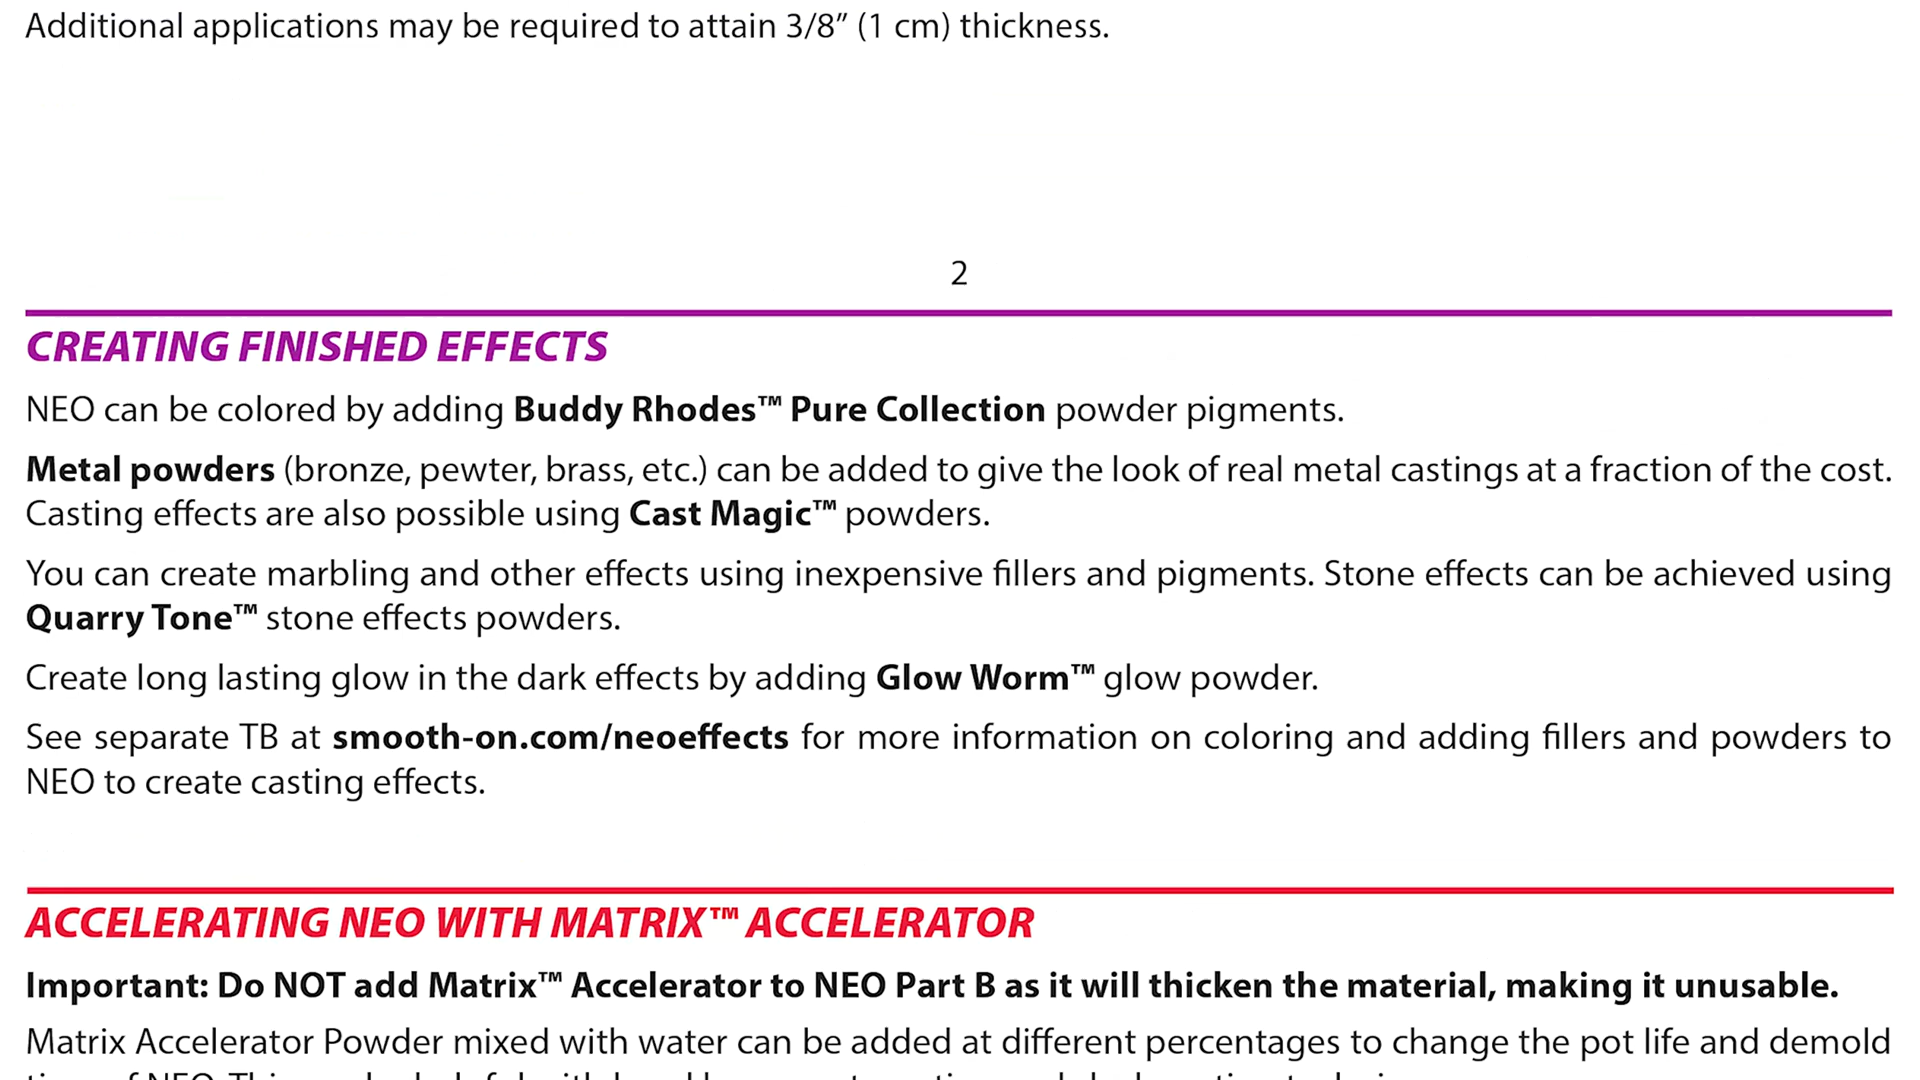 Additional applications may be required to attain 3/8” (1 cm) thickness.
2
CREATING FINISHED EFFECTS
NEO can be colored by adding Buddy Rhodes™ Pure Collection powder pigments.
Metal powders (bronze, pewter, brass, etc.) can be added to give the look of real metal castings at a fraction of the cost.
Casting effects are also possible using Cast Magic™ powders.
You can create marbling and other effects using inexpensive fillers and pigments. Stone effects can be achieved using
Quarry Tone™ stone effects powders.
Create long lasting glow in the dark effects by adding Glow Worm™ glow powder.
See separate TB at smooth-on.com/neoeffects for more information on coloring and adding fillers and powders to
NEO to create casting effects.
ACCELERATING NEO WITH MATRIX™ ACCELERATOR
Important: Do NOT add Matrix™ Accelerator to NEO Part B as it will thicken the material, making it unusable.
Matrix Accelerator Powder mixed with water can be added at different percentages to change the pot life and demold